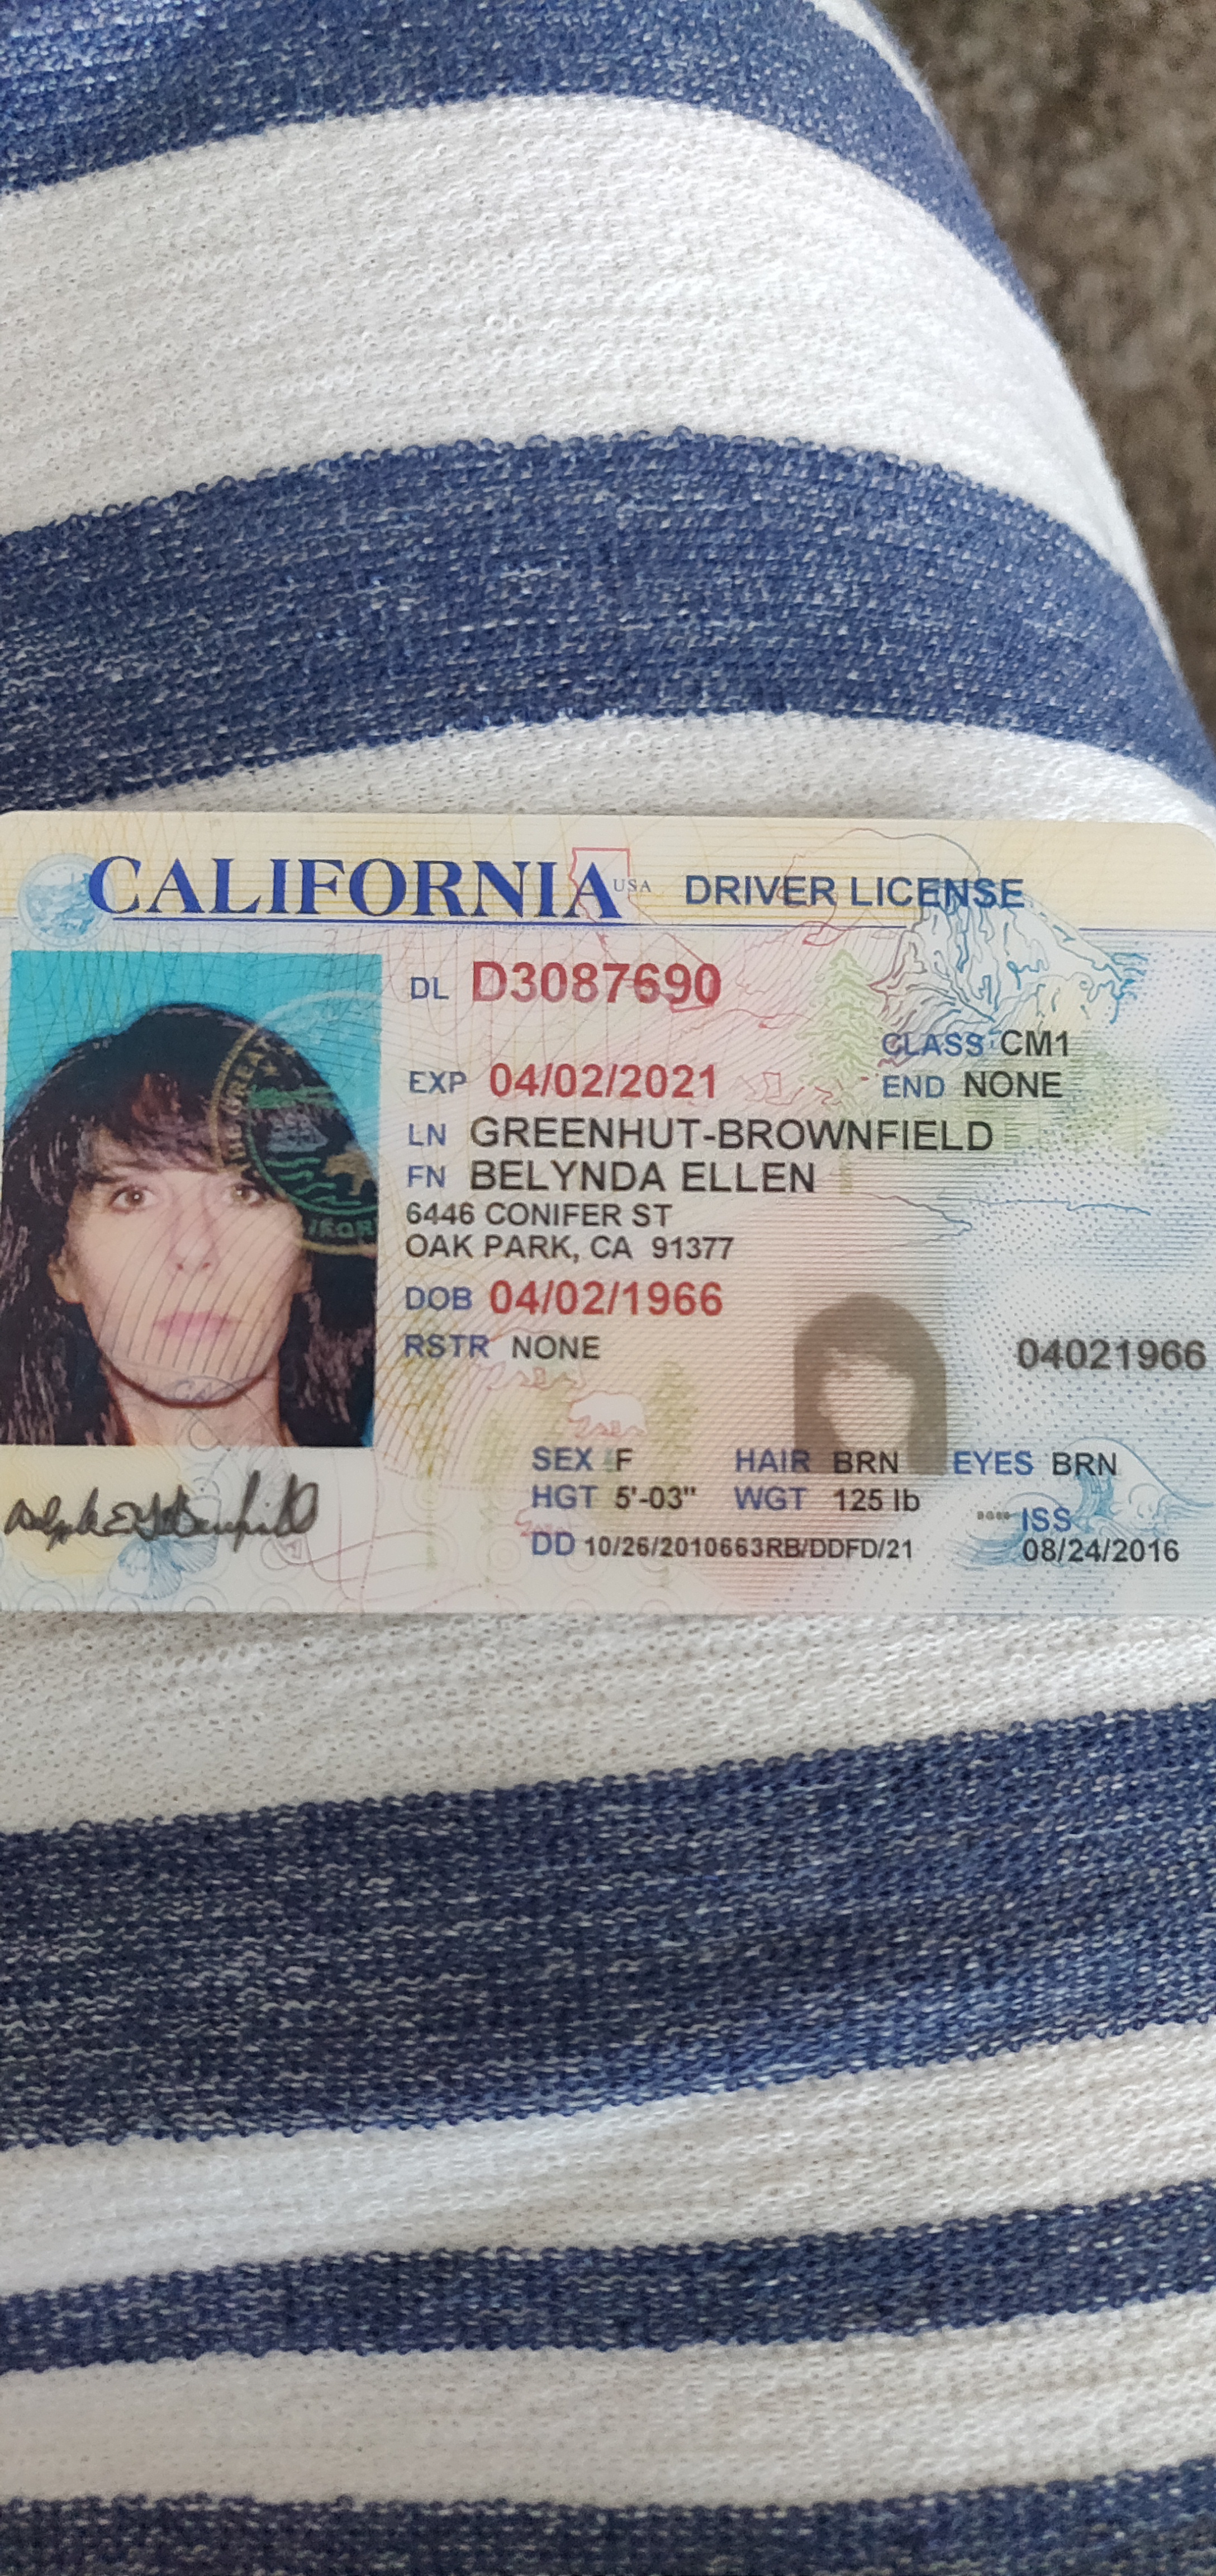 CALIFORNIA USA DRIVER LICENSE
DL D3087690
CLASS CM1
EXP 04/02/2021
END NONE
LN GREENHUT-BROWNFIELD
FN BELYNDA ELLEN
6446 CONIFER ST
OAK PARK, CA 91377
DOB 04/02/1966
RSTR NONE
04021966
SEX F HAIR BRN EYES BRN
HGT 5'-03" WGT 125 lb
ISS
DD 10/26/2010663RB/DDFD/21 08/24/2016